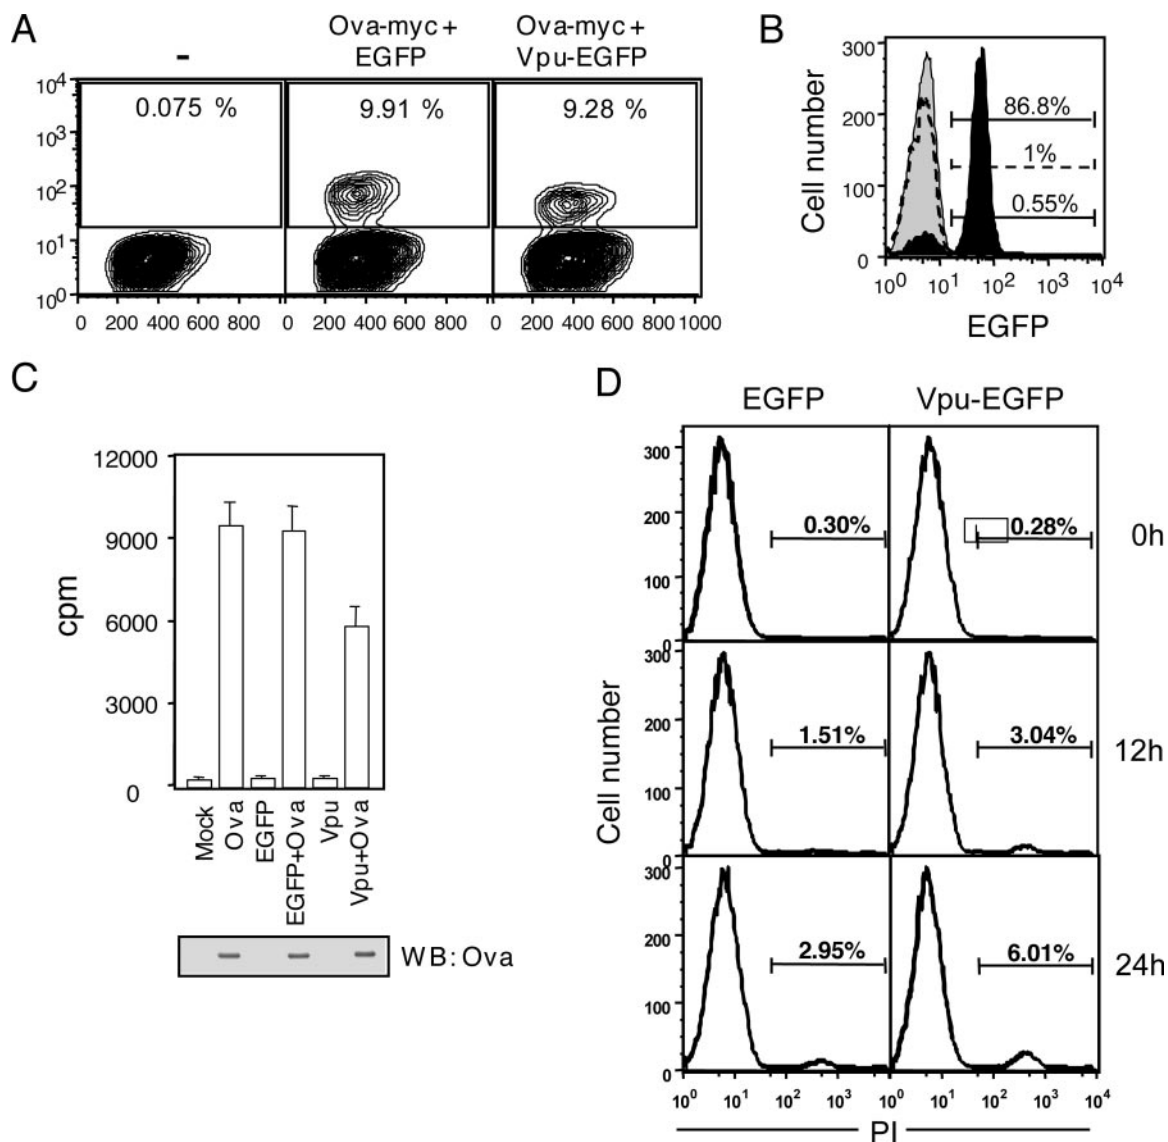 A
-
Ova-myc +
EGFP
Ova-myc +
Vpu-EGFP
10^4
10^3
10^2
10^1
10^0
0.075 %
9.91 %
9.28 %
0 200 400 600 800 0 200 400 600 800 0 200 400 600 800 1000
B
Cell number
300
200
100
0
86.8%
1%
0.55%
10^0 10^1 10^2 10^3 10^4
EGFP
C
cpm
12000
9000
6000
3000
0
Mock
Ova
EGFP
EGFP+Ova
Vpu
Vpu+Ova
WB: Ova
D
EGFP
Vpu-EGFP
300
200
100
0
0.30%
0.28%
0h
Cell number
300
200
100
0
1.51%
3.04%
12h
300
200
100
0
2.95%
6.01%
24h
10^0 10^1 10^2 10^3 10^0 10^1 10^2 10^3 10^4
PI